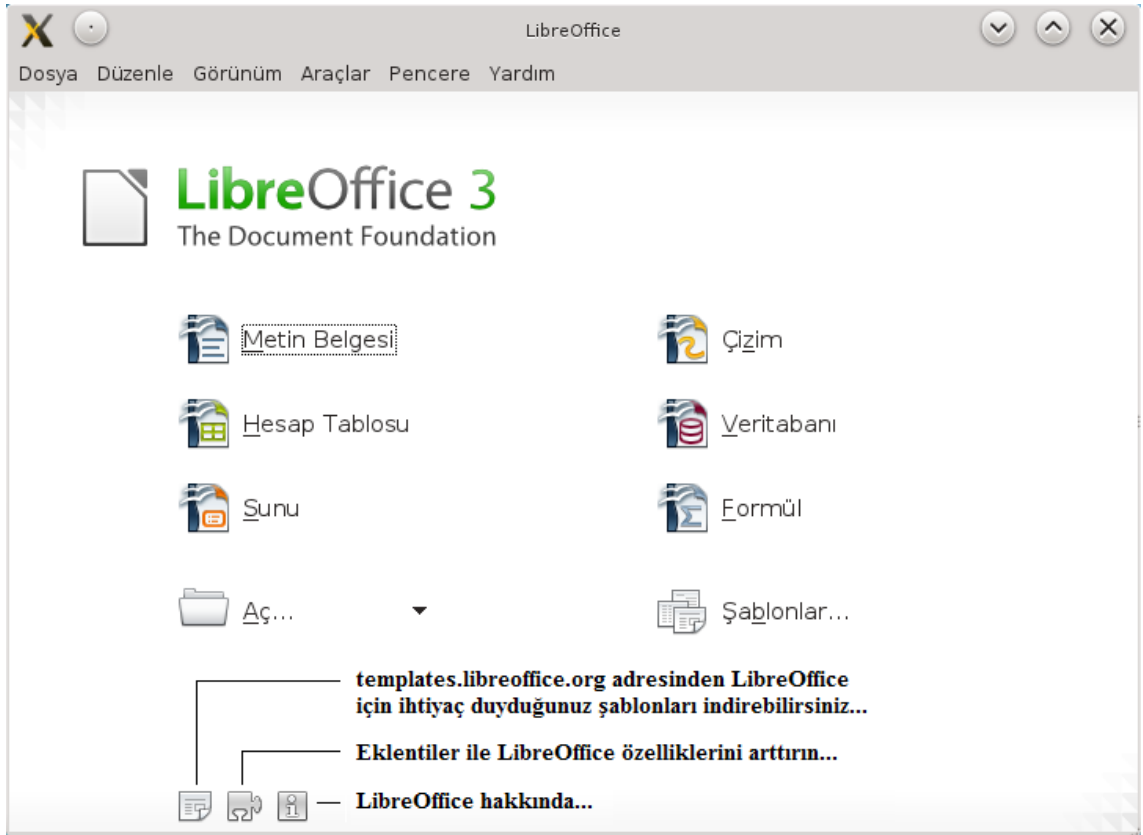 LibreOffice
Dosya Düzenle Görünüm Araçlar Pencere Yardım
LibreOffice 3
The Document Foundation
Metin Belgesi
Çizim
Hesap Tablosu
Veritabanı
Sunu
Formül
Aç...
Şablonlar...
templates.libreoffice.org adresinden LibreOffice
için ihtiyaç duyduğunuz şablonları indirebilirsiniz...
Eklentiler ile LibreOffice özelliklerini arttırın...
LibreOffice hakkında...